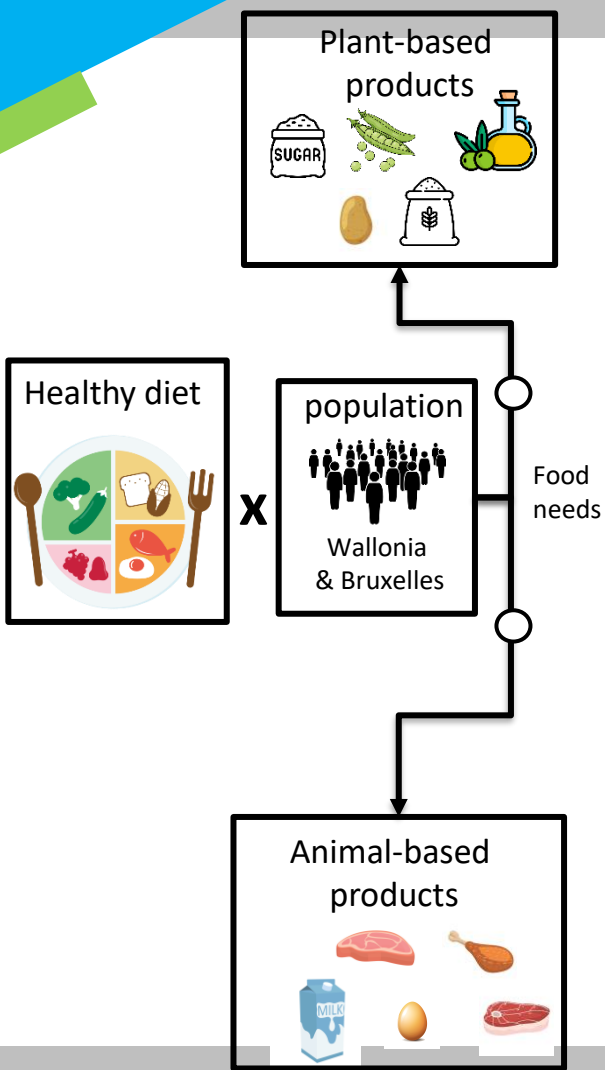 Plant-based
products
SUGAR
Healthy diet
x
population
Wallonia
& Bruxelles
Food
needs
Animal-based
products
MILK